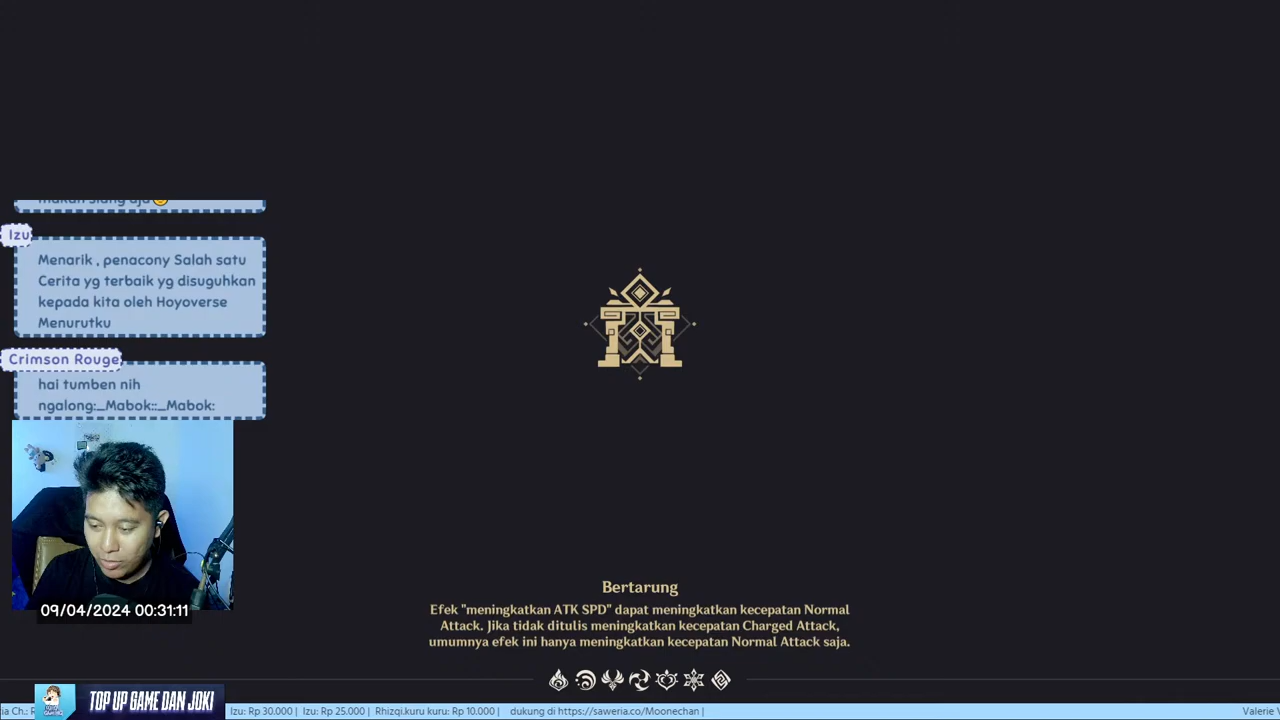 makan siang aja
Izu
Menarik , penacony Salah satu
Cerita yg terbaik yg disuguhkan
kepada kita oleh Hoyoverse
Menurutku
Crimson Rouge
hai tumben nih
ngalong:_Mabok::_Mabok:
09/04/2024 00:31:11
Bertarung
Efek "meningkatkan ATK SPD" dapat meningkatkan kecepatan Normal
Attack. Jika tidak ditulis meningkatkan kecepatan Charged Attack,
umumnya efek ini hanya meningkatkan kecepatan Normal Attack saja.
TOP UP GAME DAN JOKI
Izu: Rp 30.000 | Izu: Rp 25.000 | Rhizqi.kuru kuru: Rp 10.000 | dukung di https://saweria.co/Moonechan |